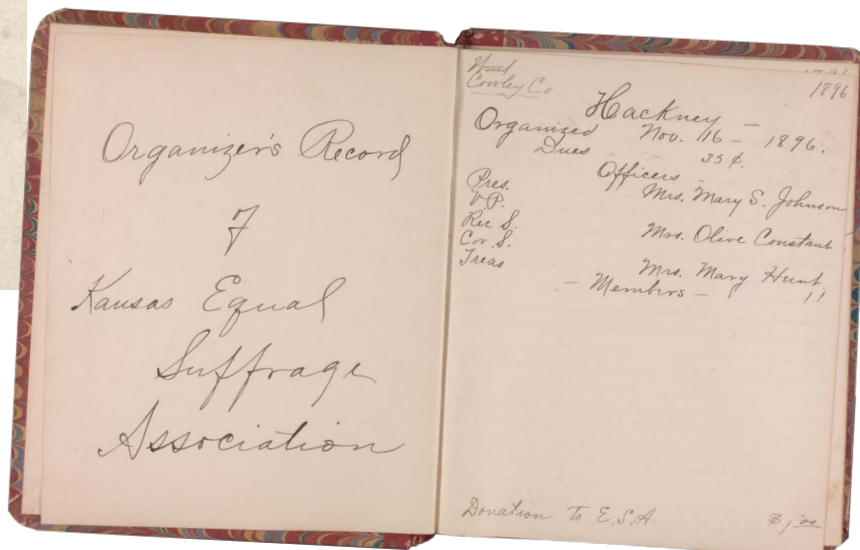 Organizer's Record
of
Kansas Equal
Suffrage
Association
Cowley Co
1896
Hackney —
Organized Nov. 16 - 1896.
Dues - - 35¢.
Officers -
Pres. Mrs. Mary S. Johnson
V.P.
Rec S. Mrs. Olive Constant
Cor. S.
Treas Mrs. Mary Hunt
- Members - 11
Donation to E.S.A. $1.00